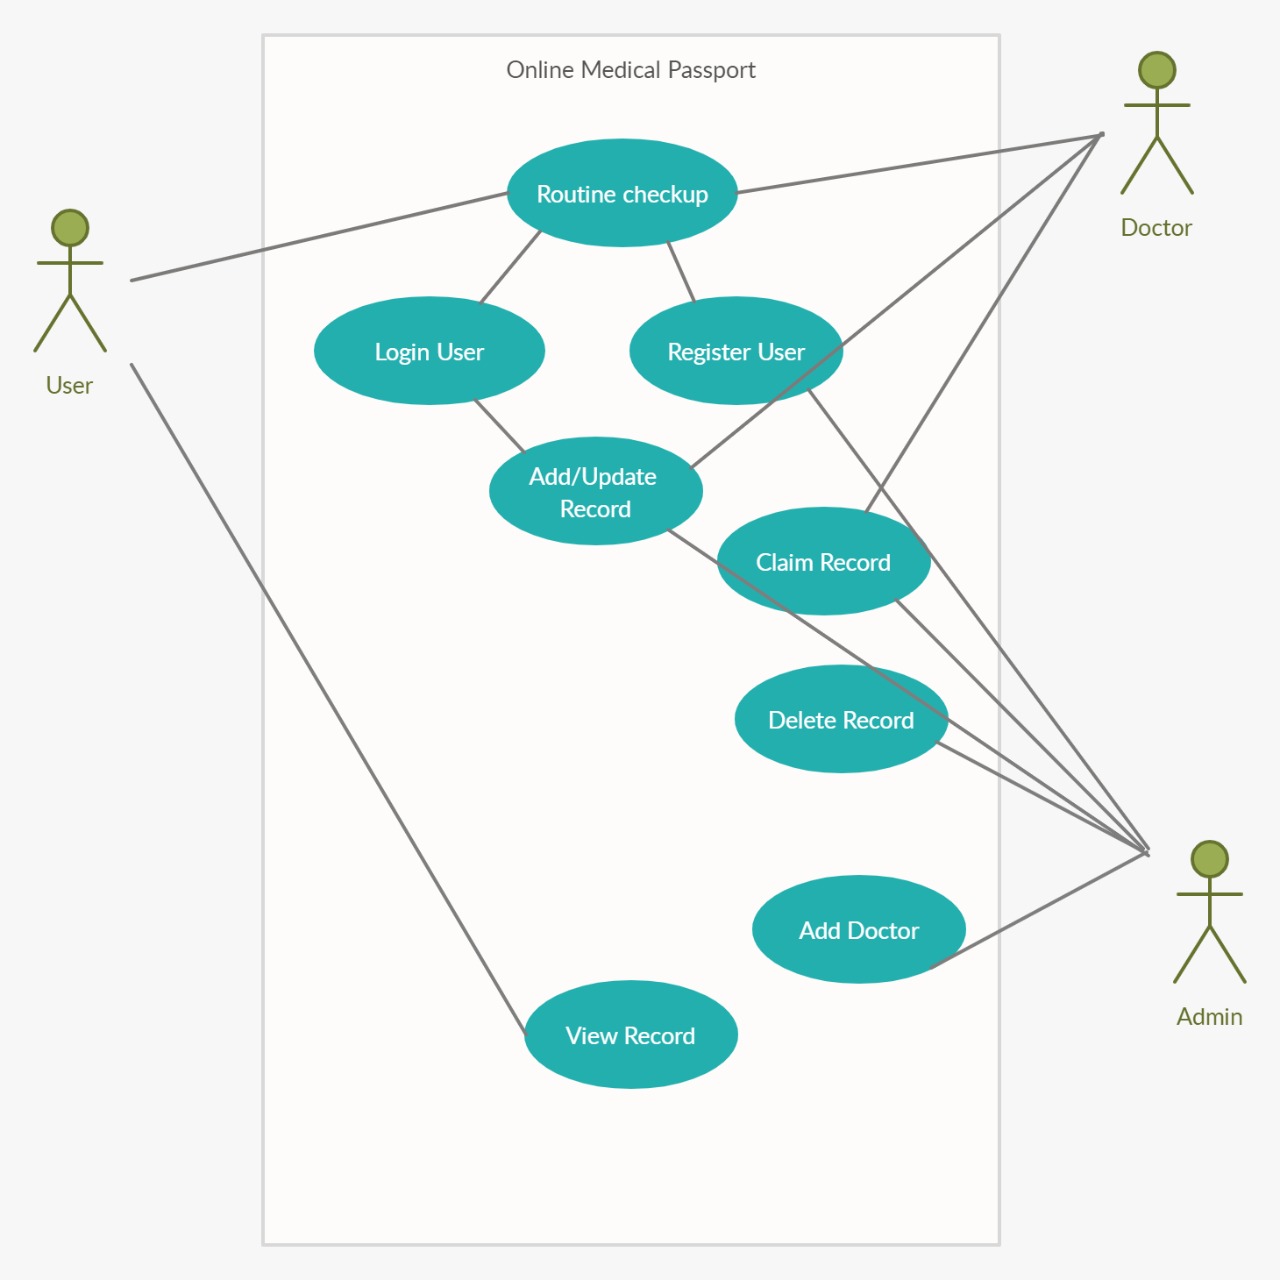 Online Medical Passport
Routine checkup
Doctor
Login User
Register User
User
Add/Update
Record
Claim Record
Delete Record
Add Doctor
Admin
View Record